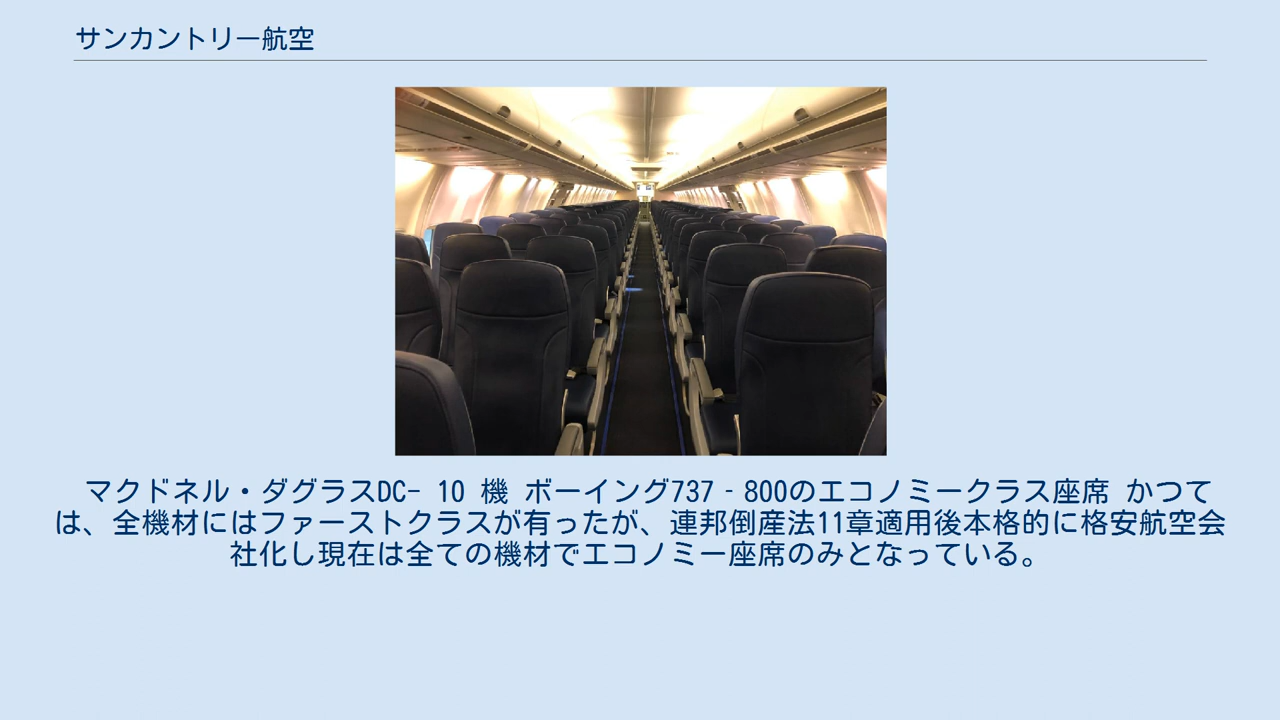 サンカントリー航空
マクドネル・ダグラスDC- 10 機 ボーイング737‐800のエコノミークラス座席 かつて
は、全機材にはファーストクラスが有ったが、連邦倒産法11章適用後本格的に格安航空会
社化し現在は全ての機材でエコノミー座席のみとなっている。